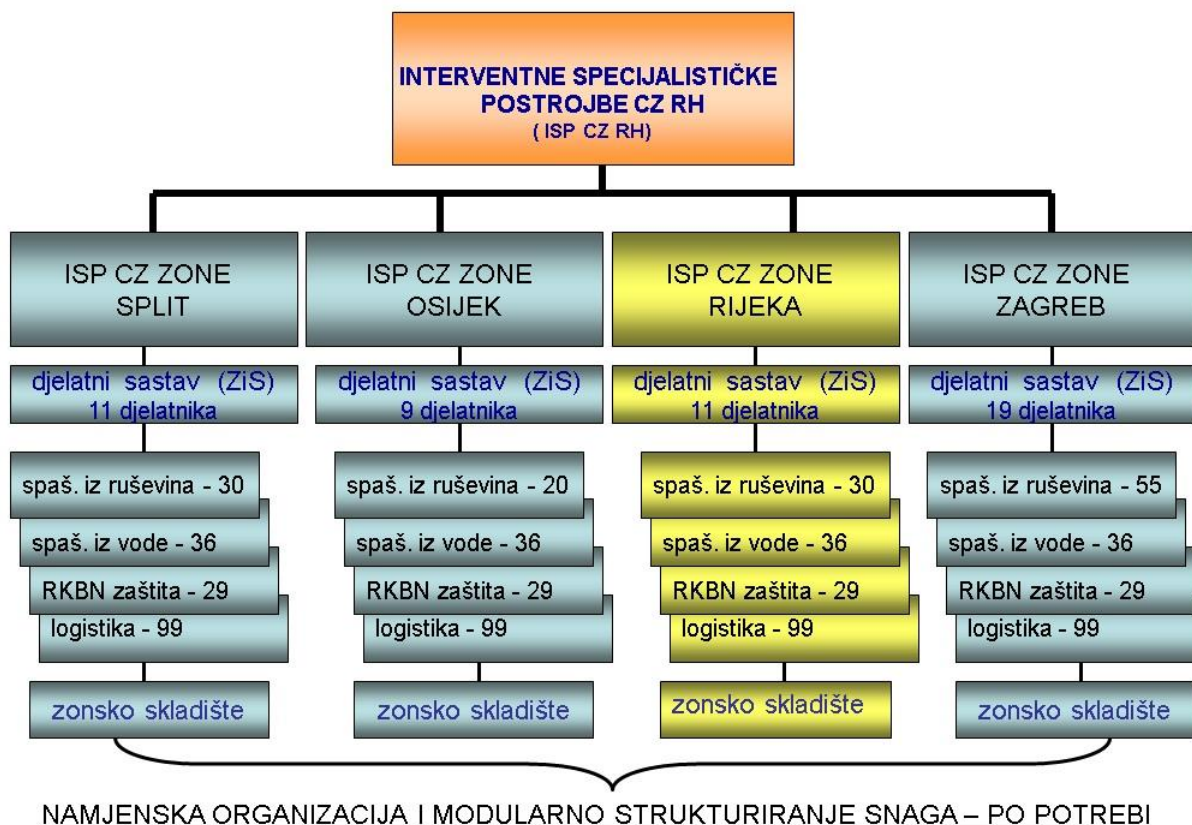 INTERVENTNE SPECIJALISTIČKE
POSTROJBE CZ RH
( ISP CZ RH)
ISP CZ ZONE
SPLIT
djelatni sastav (ZiS)
11 djelatnika
spaš. iz ruševina - 30
spaš. iz vode - 36
RKBN zaštita - 29
logistika - 99
zonsko skladište
ISP CZ ZONE
OSIJEK
djelatni sastav (ZiS)
9 djelatnika
spaš. iz ruševina - 20
spaš. iz vode - 36
RKBN zaštita - 29
logistika - 99
zonsko skladište
ISP CZ ZONE
RIJEKA
djelatni sastav (ZiS)
11 djelatnika
spaš. iz ruševina - 30
spaš. iz vode - 36
RKBN zaštita - 29
logistika - 99
zonsko skladište
ISP CZ ZONE
ZAGREB
djelatni sastav (ZiS)
19 djelatnika
spaš. iz ruševina - 55
spaš. iz vode - 36
RKBN zaštita - 29
logistika - 99
zonsko skladište
NAMJENSKA ORGANIZACIJA I MODULARNO STRUKTURIRANJE SNAGA – PO POTREBI